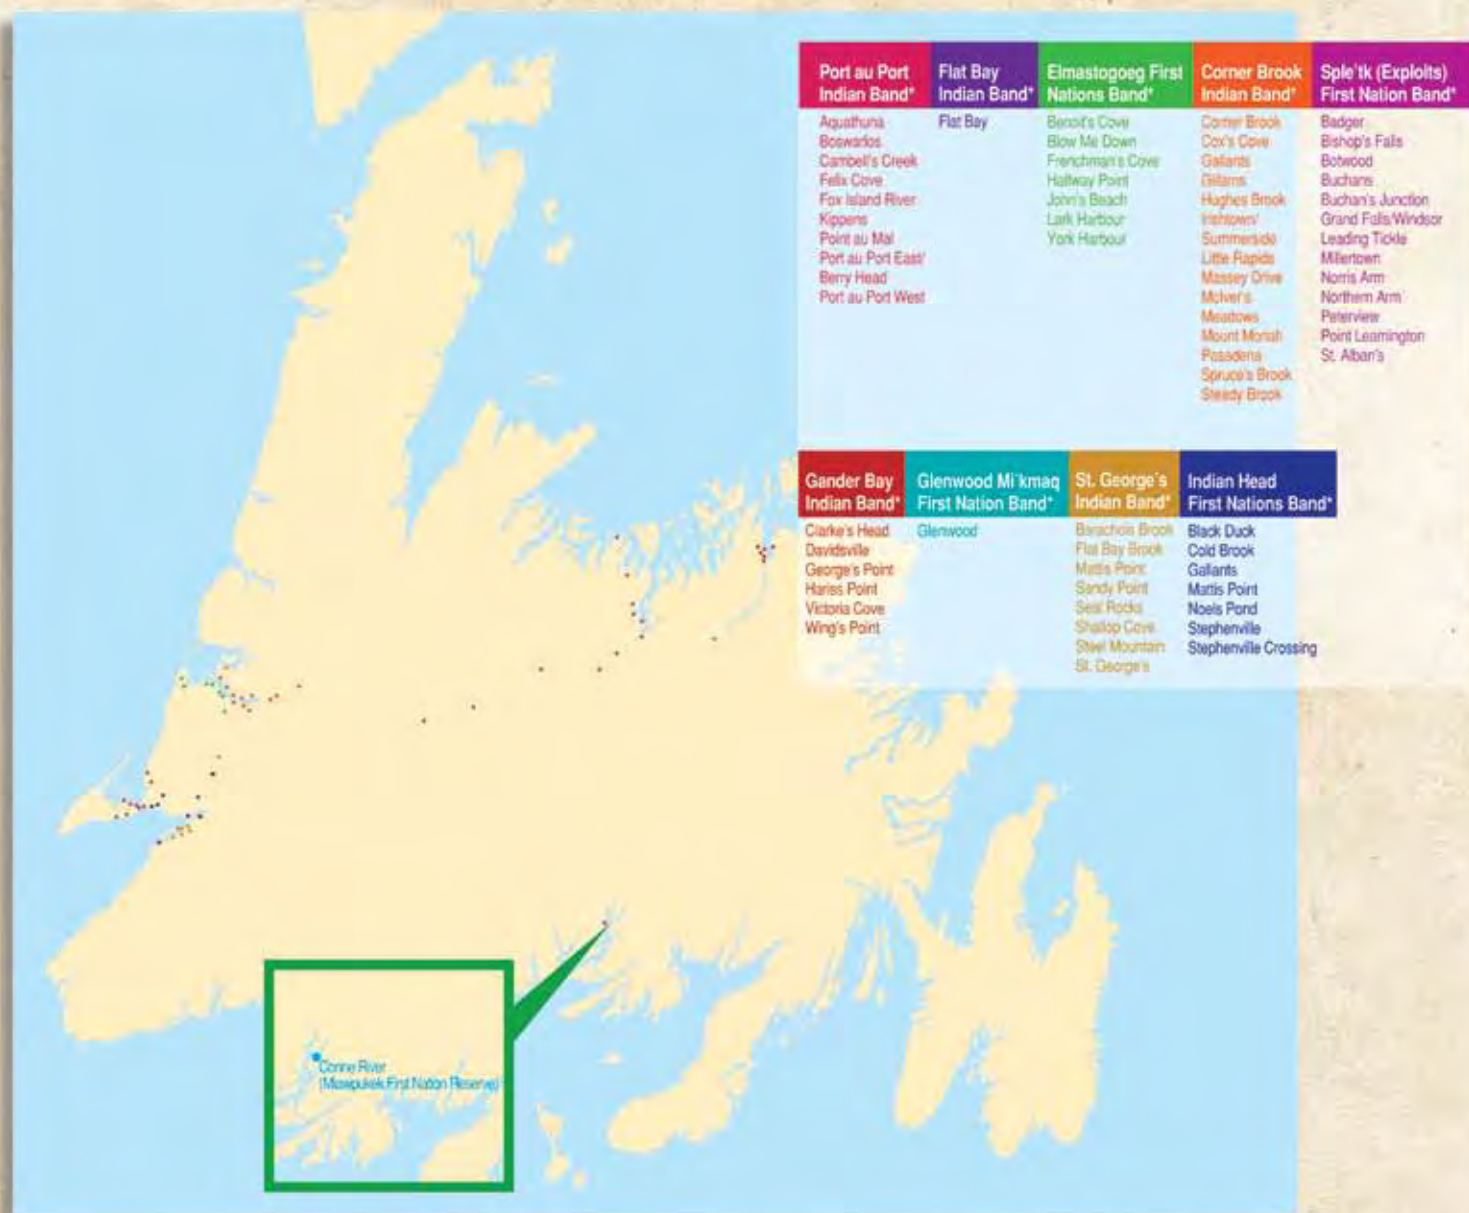 Port au Port
Indian Band*
Aquathuna
Boswarlos
Cambell's Creek
Felix Cove
Fox Island River
Kippens
Point au Mal
Port au Port East/
Berry Head
Port au Port West
Flat Bay
Indian Band*
Flat Bay
Elmastogoeg First
Nations Band*
Benoit's Cove
Blow Me Down
Frenchman's Cove
Halfway Point
John's Beach
Lark Harbour
York Harbour
Corner Brook
Indian Band*
Corner Brook
Cox's Cove
Gallants
Gillams
Hughes Brook
Irishtown/
Summerside
Little Rapids
Massey Drive
McIver's
Meadows
Mount Moriah
Pasadena
Spruce's Brook
Steady Brook
Sple'tk (Exploits)
First Nation Band*
Badger
Bishop's Falls
Botwood
Buchans
Buchan's Junction
Grand Falls/Windsor
Leading Tickle
Millertown
Norris Arm
Northern Arm
Peterview
Point Leamington
St. Alban's
Gander Bay
Indian Band*
Clarke's Head
Davidsville
George's Point
Hariss Point
Victoria Cove
Wing's Point
Glenwood Mi'kmaq
First Nation Band*
Glenwood
St. George's
Indian Band*
Barachois Brook
Flat Bay Brook
Mattis Point
Sandy Point
Seal Rocks
Shallop Cove
Steel Mountain
St. George's
Indian Head
First Nations Band*
Black Duck
Cold Brook
Gallants
Mattis Point
Noels Pond
Stephenville
Stephenville Crossing
Conne River
(Miawpukek First Nation Reserve)